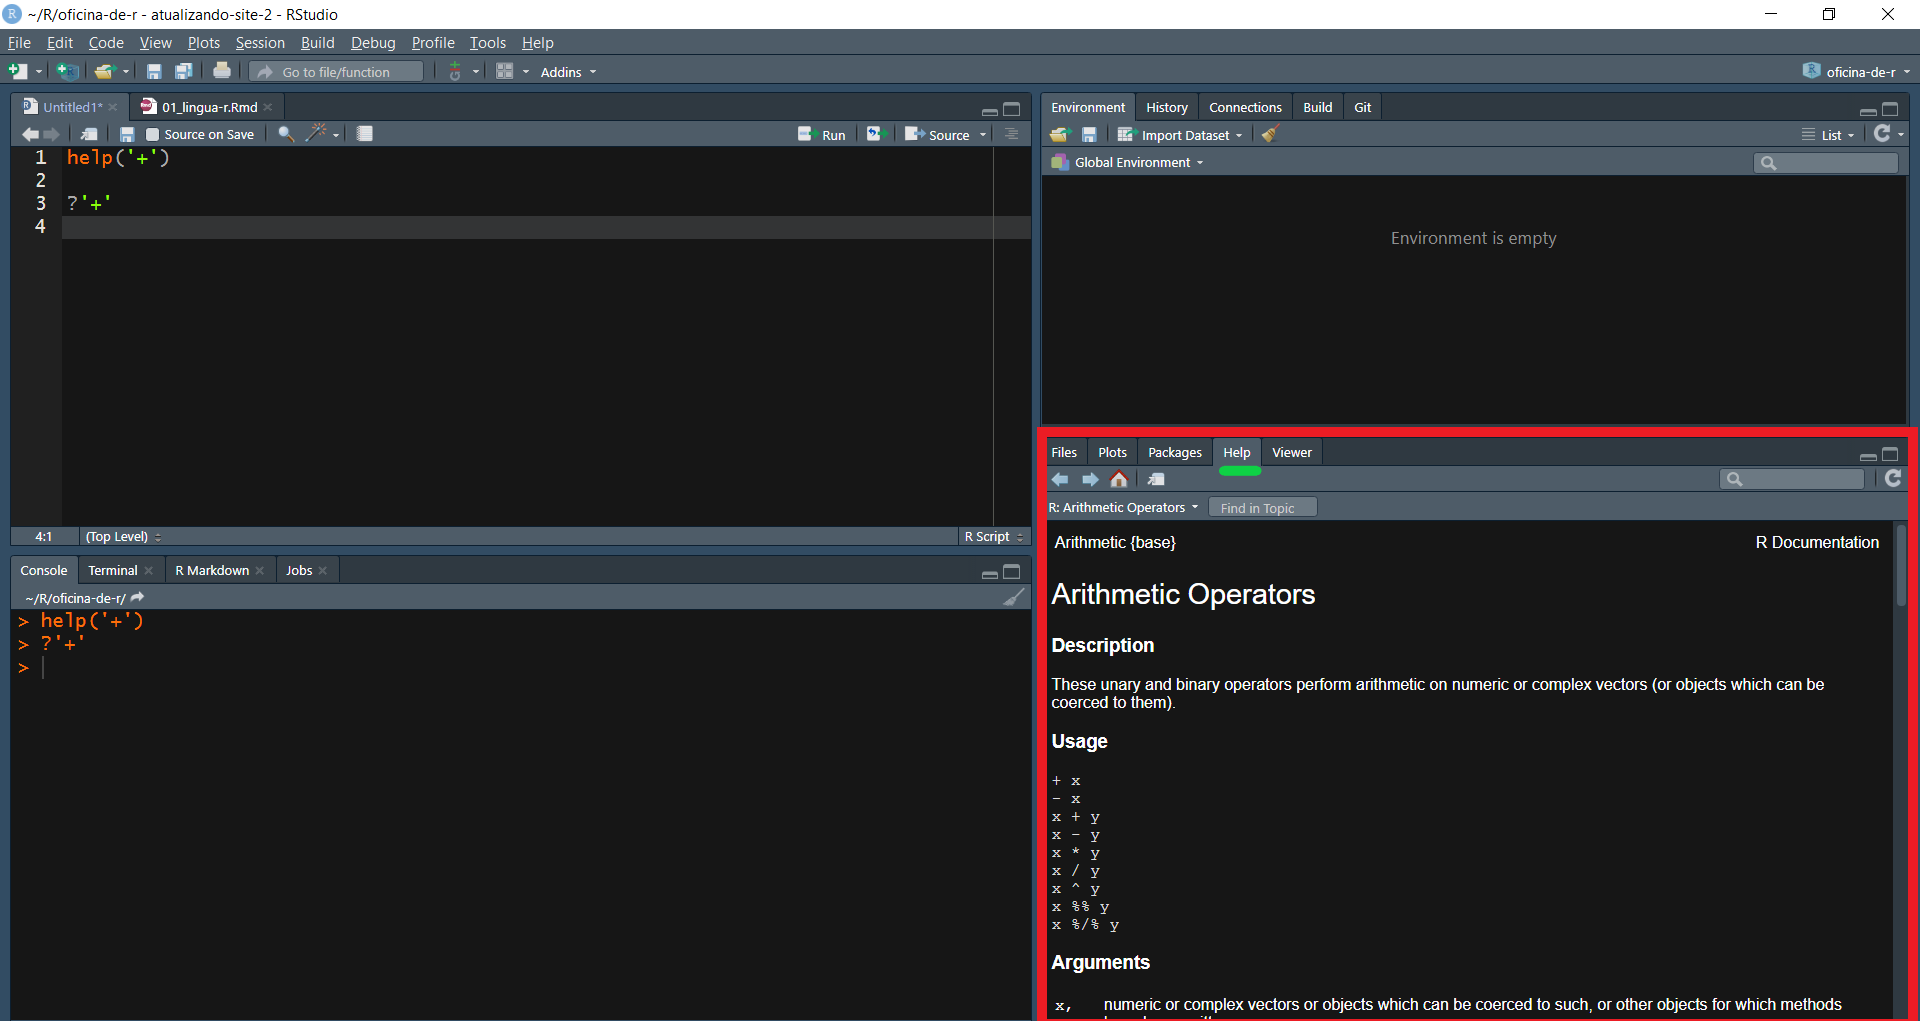 ~/R/oficina-de-r - atualizando-site-2 - RStudio
File Edit Code View Plots Session Build Debug Profile Tools Help
Go to file/function Addins oficina-de-r
Untitled1* 01_lingua-r.Rmd
Source on Save Run Source
1 help('+')
2
3 ?'+'
4
4:1 (Top Level) R Script
Console Terminal R Markdown Jobs
~/R/oficina-de-r/
> help('+')
> ?'+'
>
Environment History Connections Build Git
Import Dataset List
Global Environment
Environment is empty
Files Plots Packages Help Viewer
R: Arithmetic Operators Find in Topic
Arithmetic {base} R Documentation
Arithmetic Operators
Description
These unary and binary operators perform arithmetic on numeric or complex vectors (or objects which can be
coerced to them).
Usage
+ x
- x
x + y
x - y
x * y
x / y
x ^ y
x %% y
x %/% y
Arguments
x, numeric or complex vectors or objects which can be coerced to such, or other objects for which methods